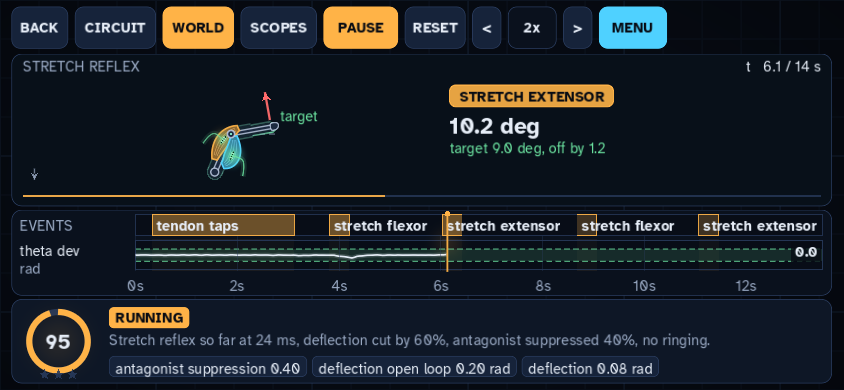 BACK CIRCUIT WORLD SCOPES PAUSE RESET < 2x > MENU
STRETCH REFLEX t 6.1 / 14 s
STRETCH EXTENSOR
target
10.2 deg
target 9.0 deg, off by 1.2
EVENTS tendon taps stretch flexor stretch extensor stretch flexor stretch extensor
theta dev 0.0
rad
0s 2s 4s 6s 8s 10s 12s
RUNNING
95
Stretch reflex so far at 24 ms, deflection cut by 60%, antagonist suppressed 40%, no ringing.
antagonist suppression 0.40 deflection open loop 0.20 rad deflection 0.08 rad